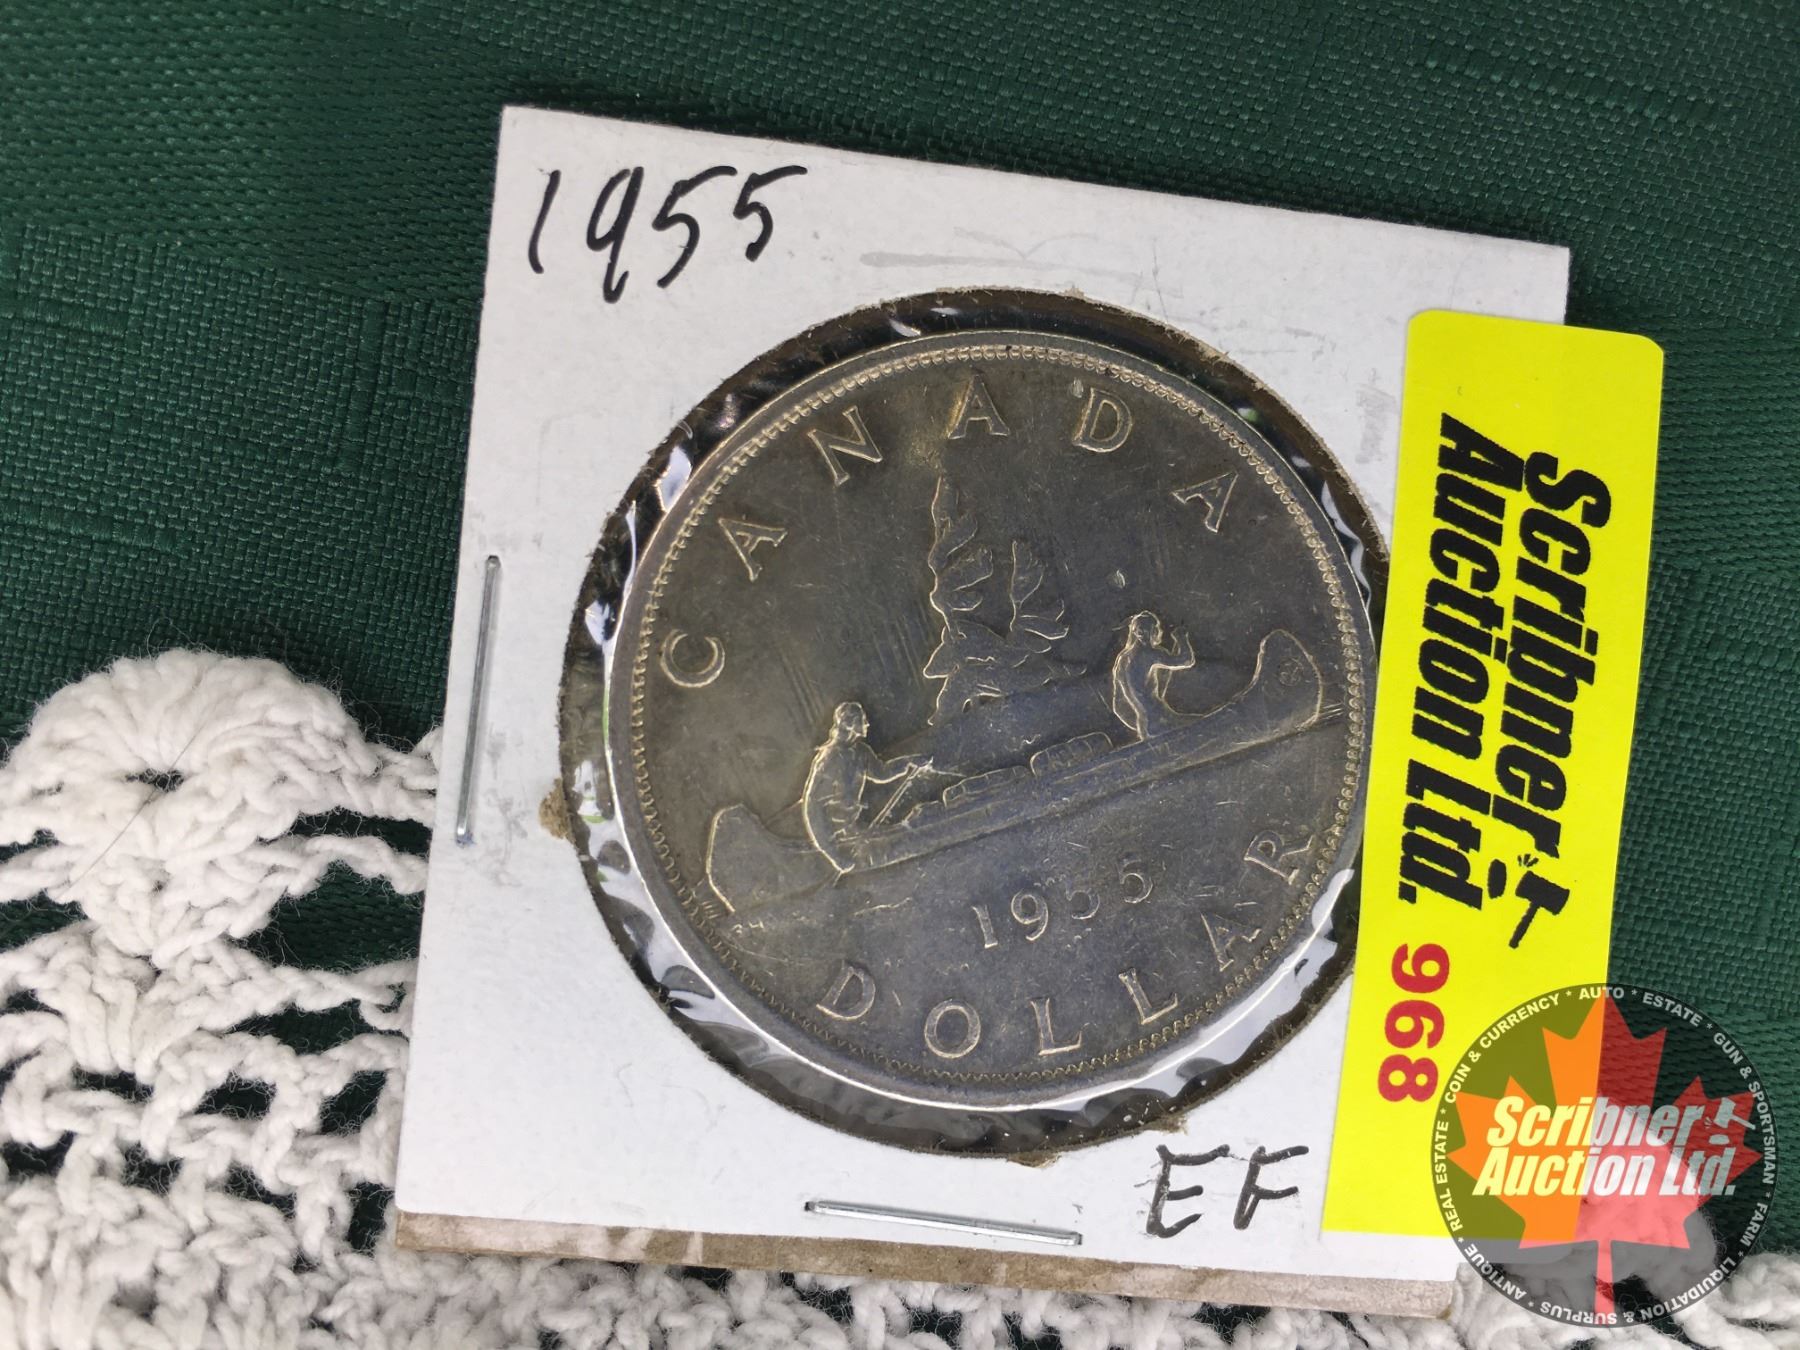 1955
CANADA
1955
DOLLAR
EF
Scribner
Auction Ltd.
968
REAL ESTATE * COIN & CURRENCY * AUTO * ESTATE * GUN & SPORTSMAN * FARM * LIQUIDATION & SURPLUS * ANTIQUE *
Scribner
Auction Ltd.